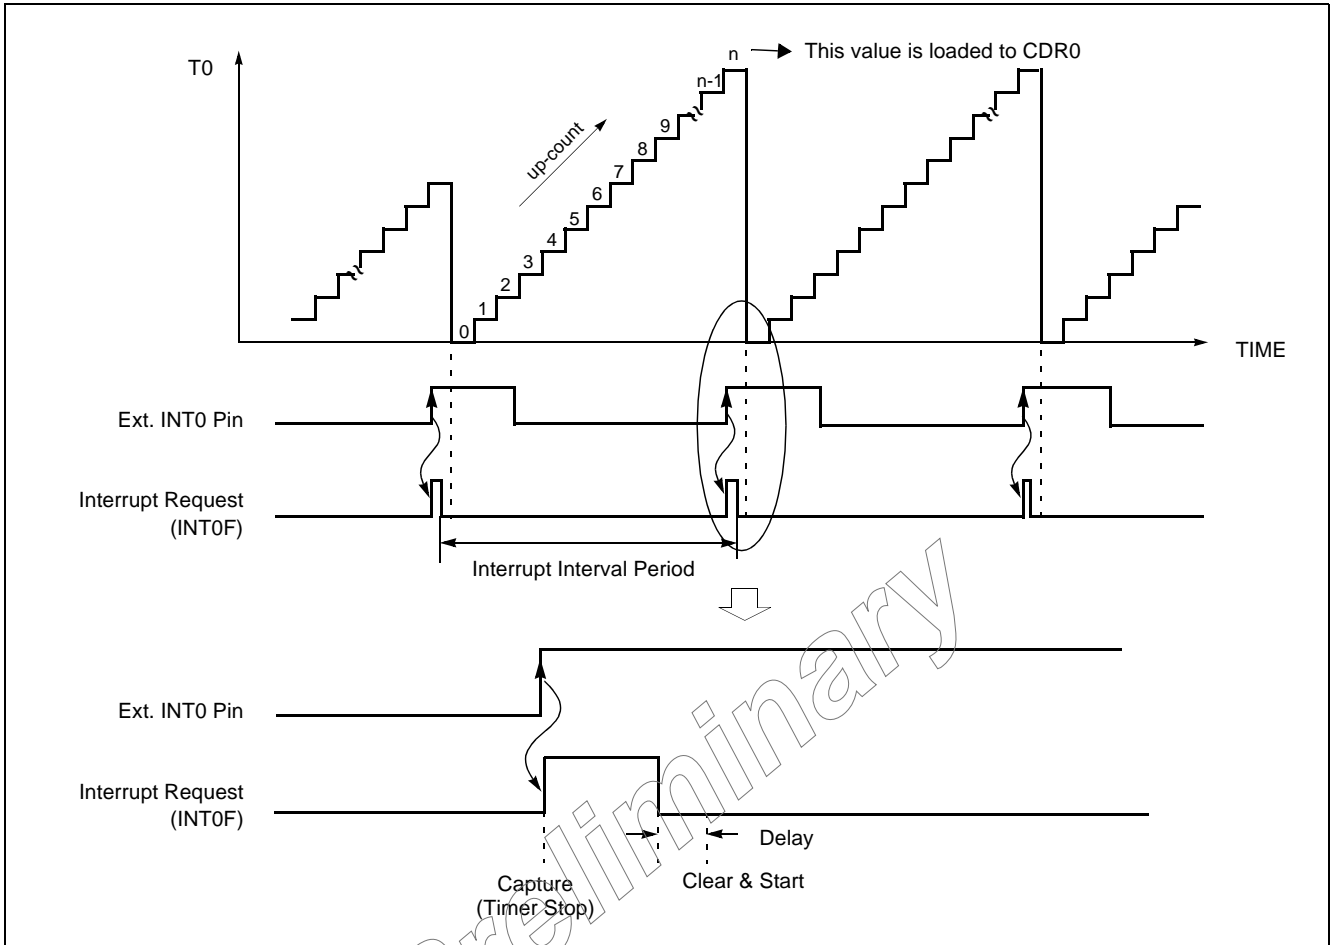 n
This value is loaded to CDR0
T0
n-1
9
8
up-count
7
6
5
4
3
2
1
0
TIME
Ext. INT0 Pin
Interrupt Request
(INT0F)
Interrupt Interval Period
Ext. INT0 Pin
Interrupt Request
(INT0F)
Delay
Capture
(Timer Stop)
Clear & Start
Preliminary